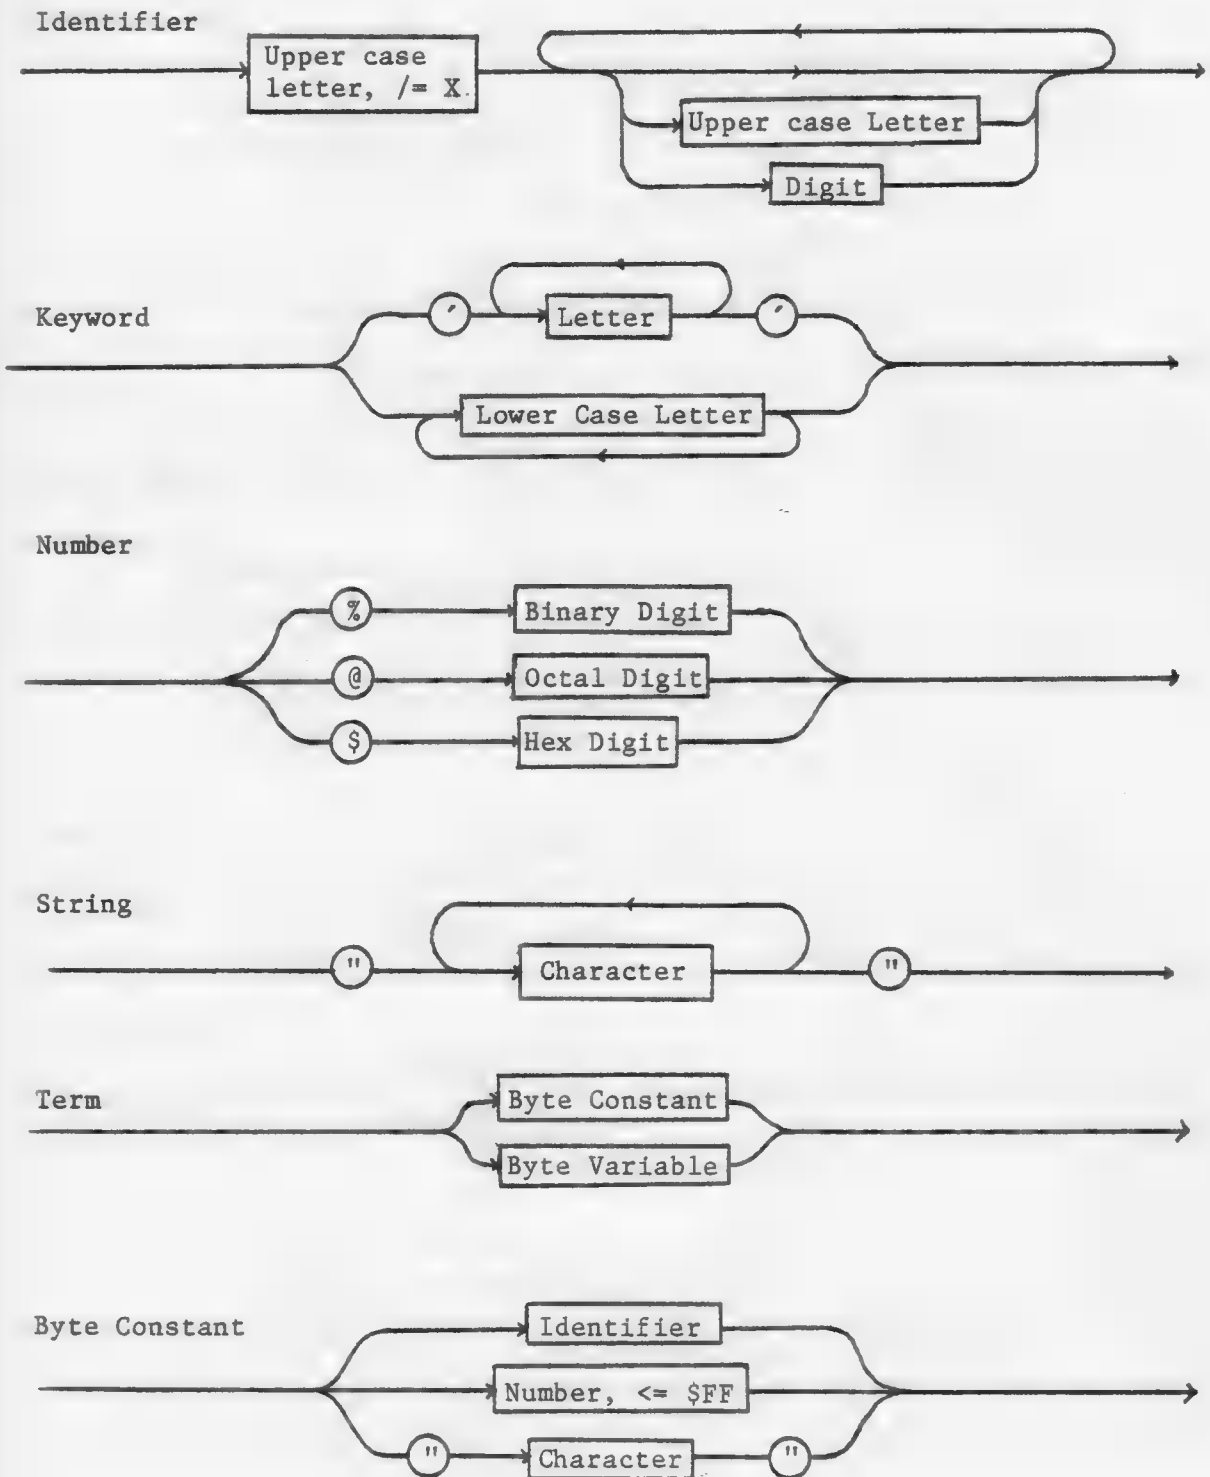 Identifier
Upper case
letter, /= X
Upper case Letter
Digit
Keyword
' Letter '
Lower Case Letter
Number
% Binary Digit
@ Octal Digit
$ Hex Digit
String
" Character "
Term
Byte Constant
Byte Variable
Byte Constant
Identifier
Number, <= $FF
" Character "